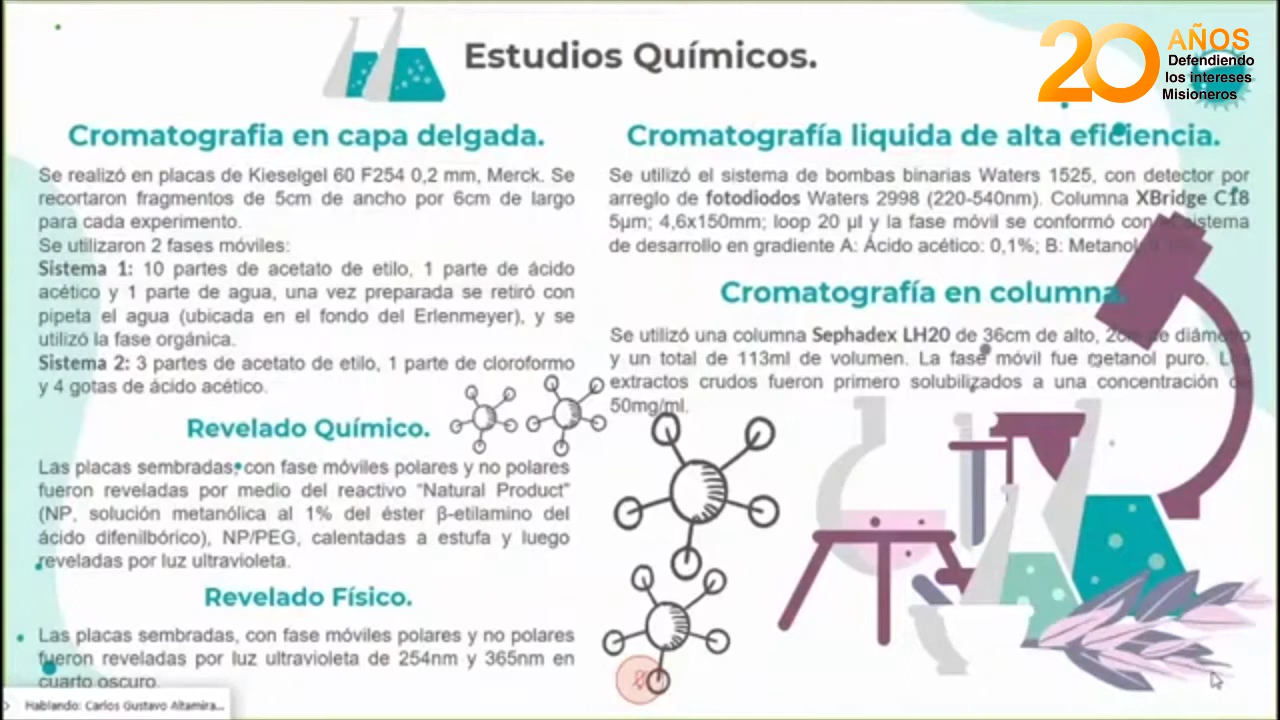 Estudios Químicos.
20 AÑOS
Defendiendo
los intereses
Misioneros
Cromatografia en capa delgada.
Se realizó en placas de Kieselgel 60 F254 0,2 mm, Merck. Se
recortaron fragmentos de 5cm de ancho por 6cm de largo
para cada experimento.
Se utilizaron 2 fases móviles:
Sistema 1: 10 partes de acetato de etilo, 1 parte de ácido
acético y 1 parte de agua, una vez preparada se retiró con
pipeta el agua (ubicada en el fondo del Erlenmeyer), y se
utilizó la fase orgánica.
Sistema 2: 3 partes de acetato de etilo, 1 parte de cloroformo
y 4 gotas de ácido acético.
Revelado Químico.
Las placas sembradas, con fase móviles polares y no polares
fueron reveladas por medio del reactivo "Natural Product"
(NP, solución metanólica al 1% del éster β-etilamino del
ácido difenilbórico), NP/PEG, calentadas a estufa y luego
reveladas por luz ultravioleta.
Revelado Físico.
Las placas sembradas, con fase móviles polares y no polares
fueron reveladas por luz ultravioleta de 254nm y 365nm en
cuarto oscuro.
Cromatografía liquida de alta eficiencia.
Se utilizó el sistema de bombas binarias Waters 1525, con detector por
arreglo de fotodiodos Waters 2998 (220-540nm). Columna XBridge C18
5µm; 4,6x150mm; loop 20 µl y la fase móvil se conformó con sistema
de desarrollo en gradiente A: Ácido acético: 0,1%; B: Metanol
Cromatografía en columna.
Se utilizó una columna Sephadex LH20 de 36cm de alto, de diámetro
y un total de 113ml de volumen. La fase móvil fue puro.
extractos crudos fueron primero solubilizados a una concentración de
50mg/ml.
Hablando: Carlos Gustavo Altamira...